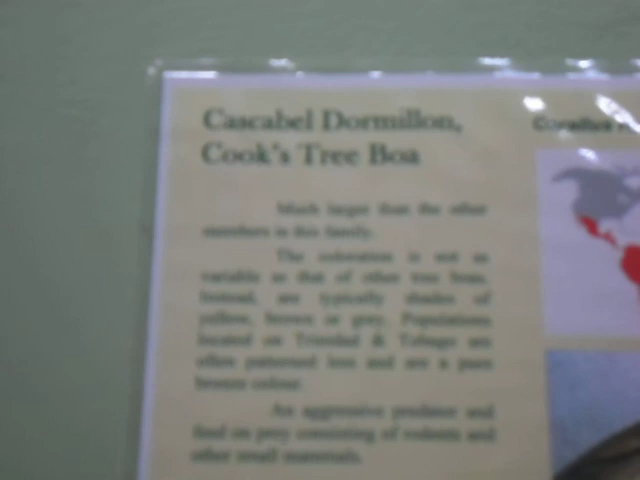 Cascabel Dormillon,
Cook's Tree Boa
Much larger than the other
members in this family.
The coloration is not as
variable as that of other tree boas.
Instead, are typically shades of
yellow, brown or grey. Populations
located on Trinidad & Tobago are
often patterned less and are a pure
bronze colour.
An aggressive predator and
feed on prey consisting of rodents and
other small mammals.